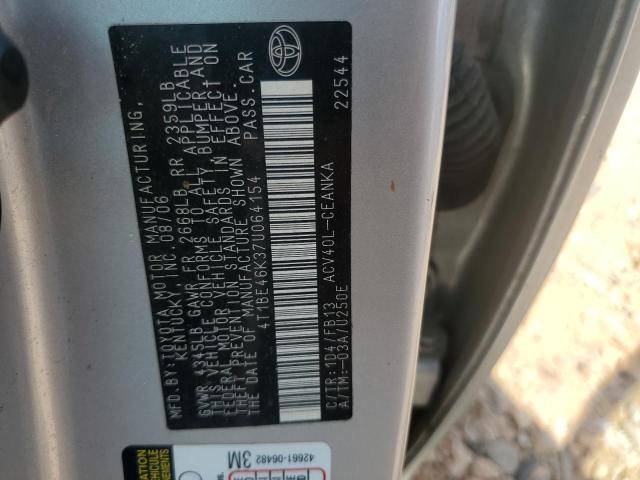 MFD.BY:TOYOTA MOTOR MANUFACTURING,
KENTUCKY, INC. 08/06
GVWR 4345LB GAWR FR 2668LB RR 2359LB
THIS VEHICLE CONFORMS TO ALL APPLICABLE
FEDERAL MOTOR VEHICLE SAFETY BUMPER AND
THEFT PREVENTION STANDARDS IN EFFECT ON
THE DATE OF MANUFACTURE SHOWN ABOVE.
4T1BE46K37U064154 PASS.CAR
ACV40L-CEANKA 22544
C/TR:1D4/FB13
A/TM:-03A/U250E
42661-06482
3M